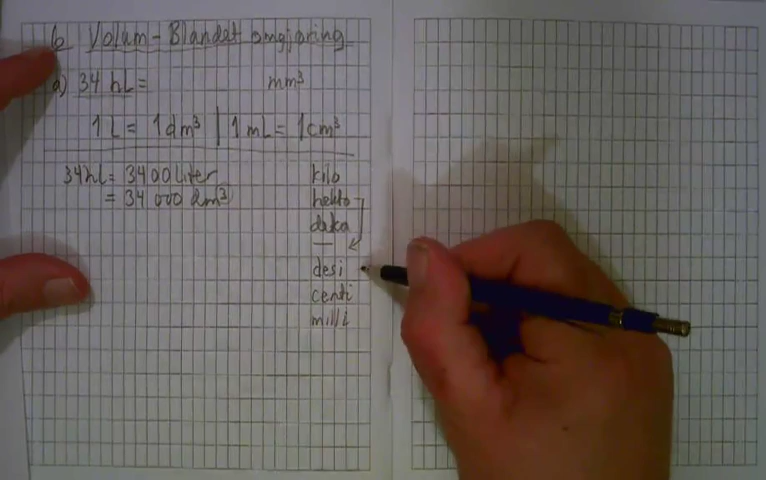 6 Volum - Blandet omgjøring
a) 34 hL = mm³
1 L = 1 dm³ | 1 mL = 1 cm³
34 hl = 3400 liter
= 34 000 dm³
kilo
hekto
deka
—
desi
centi
milli